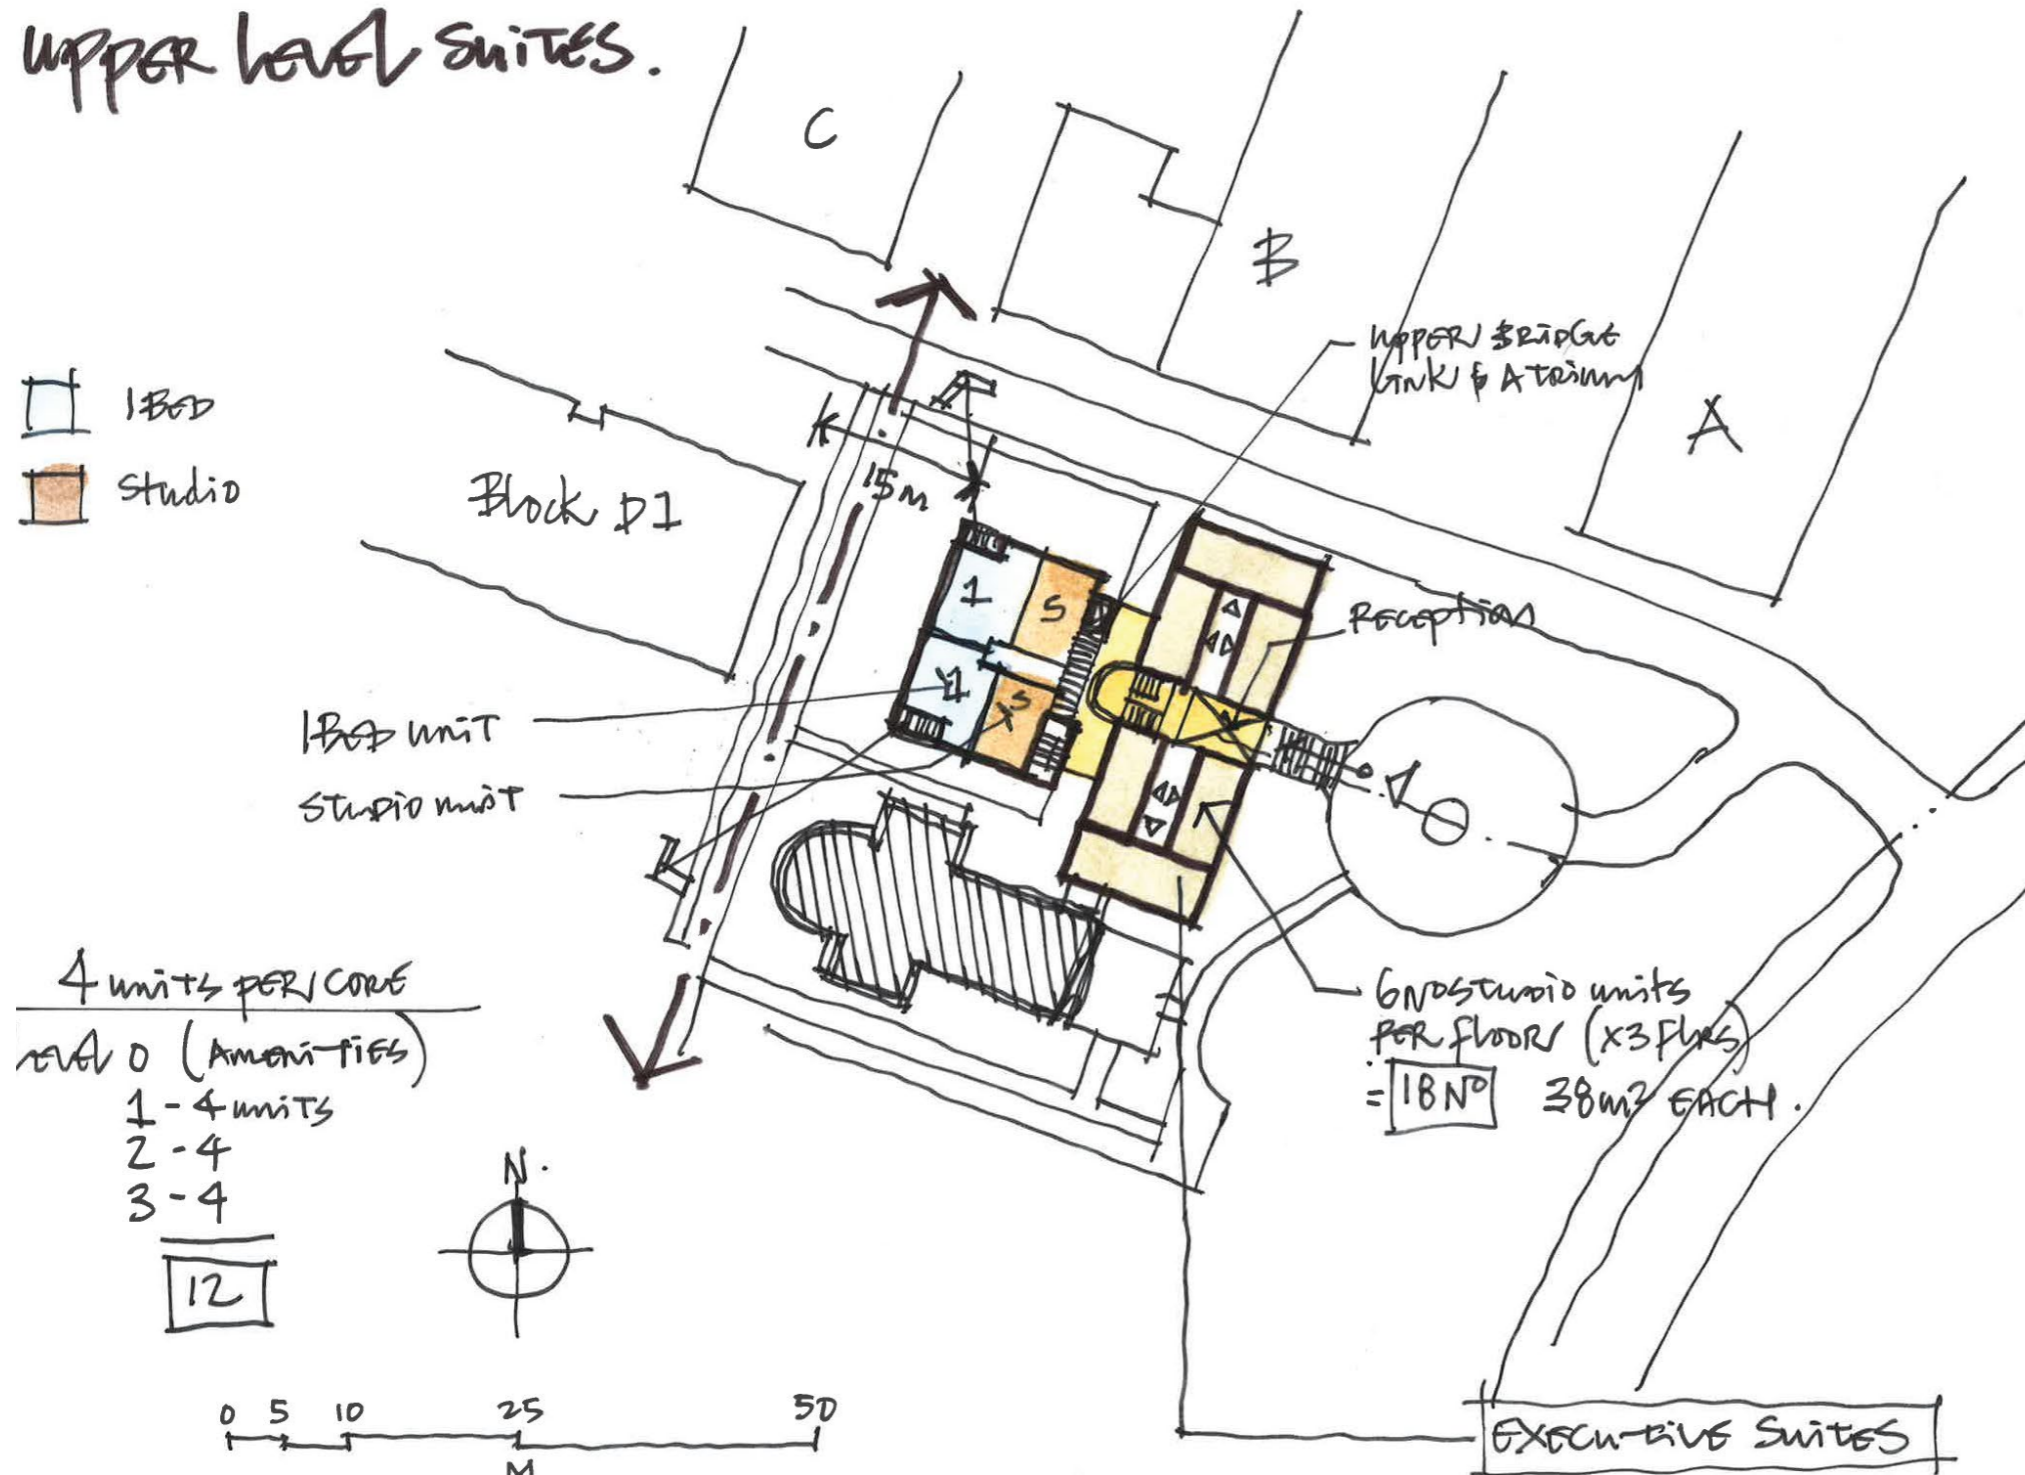 UPPER LEVEL SUITES.
C
B
A
UPPER BRIDGE
LINK & ATRIUM
1 BED
STUDIO
Block D1
15m
1
S
1
S
RECEPTION
1 BED UNIT
STUDIO UNIT
4 UNITS PER CORE
LEVEL 0 (AMENITIES)
1 - 4 UNITS
2 - 4
3 - 4
12
N.
6 NO STUDIO UNITS
PER FLOOR (X3 FLRS)
= 18 NO 38m² EACH.
0 5 10 25 50
M
EXECUTIVE SUITES